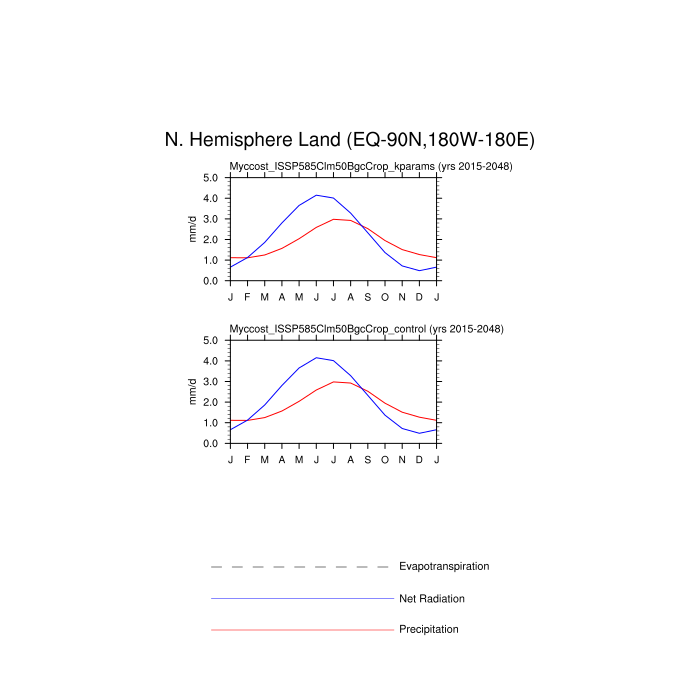 N. Hemisphere Land (EQ-90N,180W-180E)
Myccost_ISSP585Clm50BgcCrop_kparams (yrs 2015-2048)
5.0
4.0
3.0
2.0
1.0
0.0
mm/d
J F M A M J J A S O N D J
Myccost_ISSP585Clm50BgcCrop_control (yrs 2015-2048)
5.0
4.0
3.0
2.0
1.0
0.0
mm/d
J F M A M J J A S O N D J
Evapotranspiration
Net Radiation
Precipitation